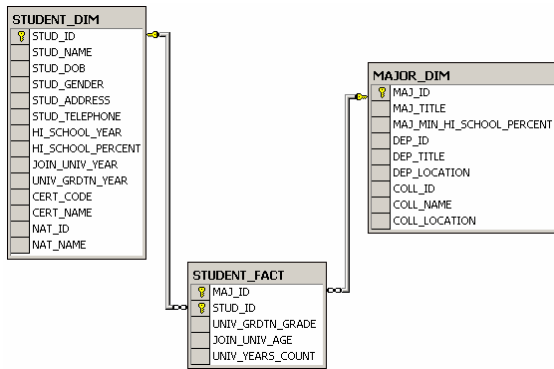 STUDENT_DIM
STUD_ID
STUD_NAME
STUD_DOB
STUD_GENDER
STUD_ADDRESS
STUD_TELEPHONE
HI_SCHOOL_YEAR
HI_SCHOOL_PERCENT
JOIN_UNIV_YEAR
UNIV_GRDTN_YEAR
CERT_CODE
CERT_NAME
NAT_ID
NAT_NAME
MAJOR_DIM
MAJ_ID
MAJ_TITLE
MAJ_MIN_HI_SCHOOL_PERCENT
DEP_ID
DEP_TITLE
DEP_LOCATION
COLL_ID
COLL_NAME
COLL_LOCATION
STUDENT_FACT
MAJ_ID
STUD_ID
UNIV_GRDTN_GRADE
JOIN_UNIV_AGE
UNIV_YEARS_COUNT